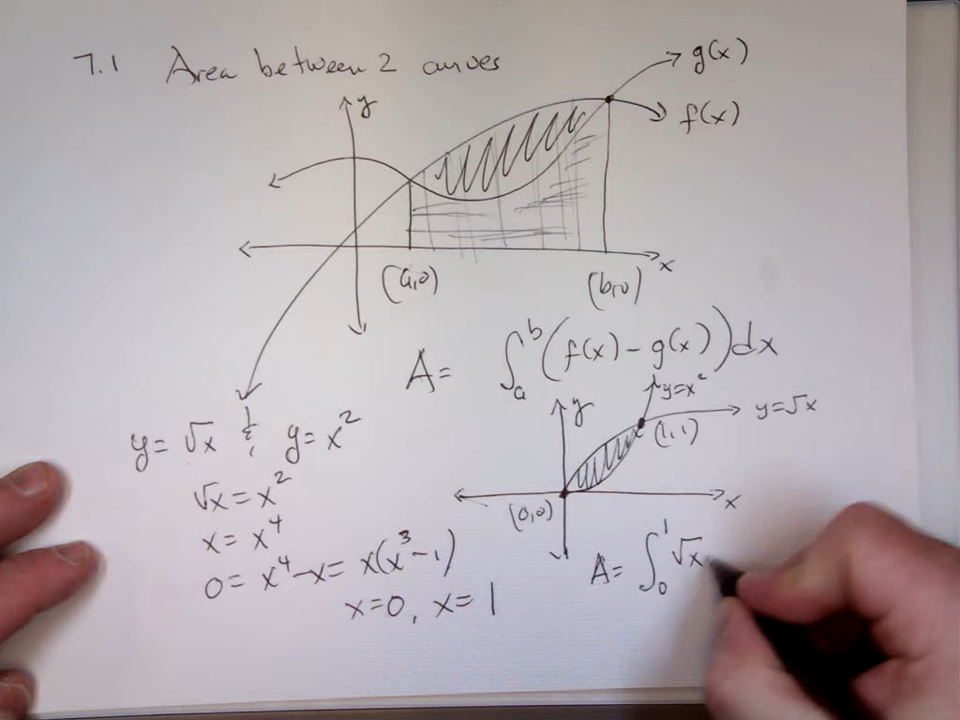 7.1 Area between 2 curves
y
g(x)
f(x)
x
(a,0) (b,0)
A = ∫_a^b (f(x) - g(x)) dx
y = √x & y = x²
√x = x²
x = x⁴
0 = x⁴ - x = x(x³ - 1)
x = 0, x = 1
y
y = x²
y = √x
(1,1)
x
(0,0)
A = ∫_0^1 √x